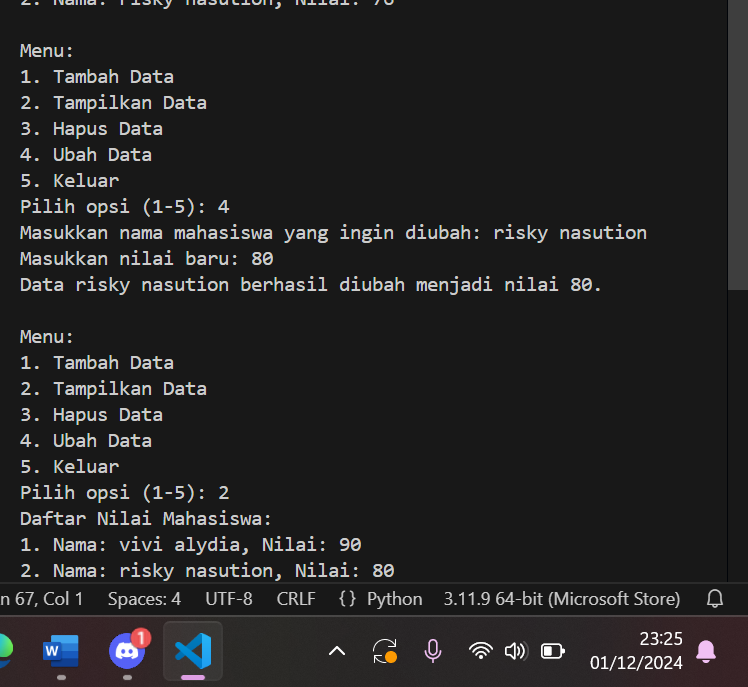 2. Nama: risky nasution, Nilai: 70
Menu:
1. Tambah Data
2. Tampilkan Data
3. Hapus Data
4. Ubah Data
5. Keluar
Pilih opsi (1-5): 4
Masukkan nama mahasiswa yang ingin diubah: risky nasution
Masukkan nilai baru: 80
Data risky nasution berhasil diubah menjadi nilai 80.
Menu:
1. Tambah Data
2. Tampilkan Data
3. Hapus Data
4. Ubah Data
5. Keluar
Pilih opsi (1-5): 2
Daftar Nilai Mahasiswa:
1. Nama: vivi alydia, Nilai: 90
2. Nama: risky nasution, Nilai: 80
n 67, Col 1 Spaces: 4 UTF-8 CRLF {} Python 3.11.9 64-bit (Microsoft Store)
W 1 23:25
01/12/2024